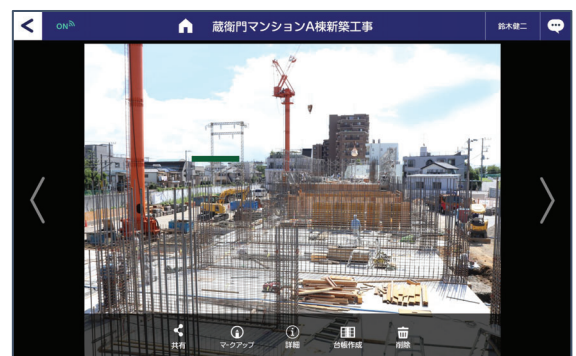 ON
蔵衛門マンションA棟新築工事
鈴木健二
共有
マークアップ
詳細
台帳作成
削除